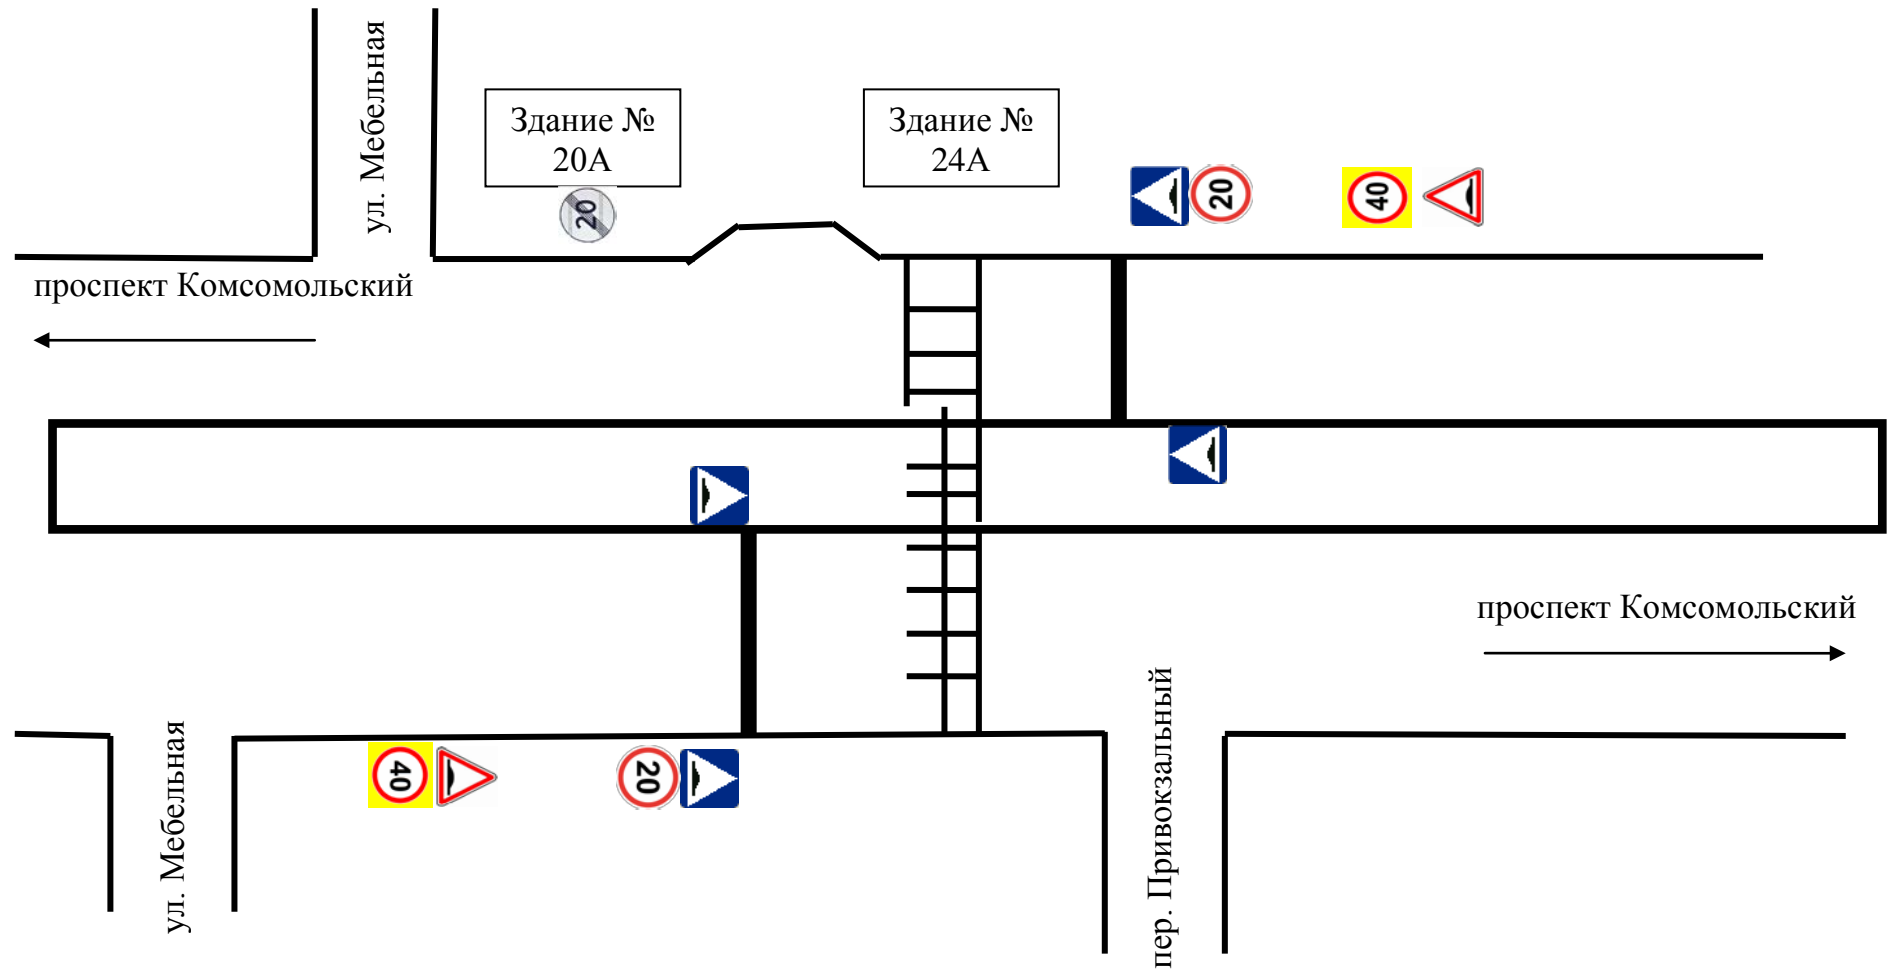 ул. Мебельная
Здание №
20А
Здание №
24А
20
20
40
проспект Комсомольский
проспект Комсомольский
40
20
ул. Мебельная
пер. Привокзальный